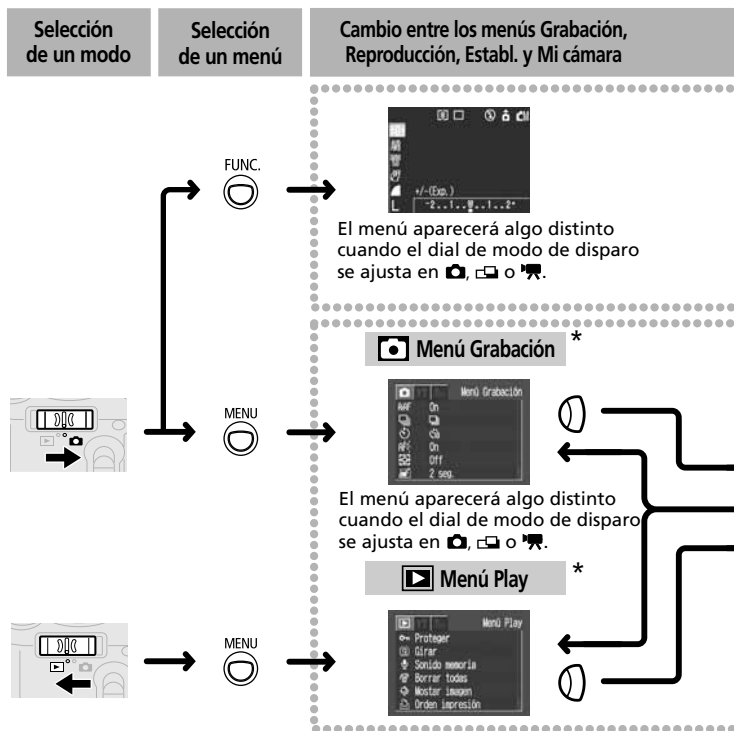 Selección
de un modo
Selección
de un menú
Cambio entre los menús Grabación,
Reproducción, Establ. y Mi cámara
FUNC.
+/-(Exp.)
-2..1..0..1..2+
L
El menú aparecerá algo distinto
cuando el dial de modo de disparo
se ajusta en , o .
Menú Grabación *
MENU
Menú Grabación
On
On
Off
2 seg.
El menú aparecerá algo distinto
cuando el dial de modo de disparo
se ajusta en , o .
Menú Play *
MENU
Menú Play
Proteger
Girar
Sonido memoria
Borrar todas
Mostar imagen
Orden impresión